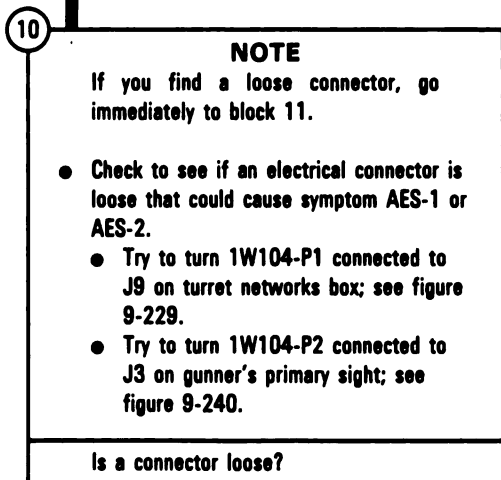 10
NOTE
If you find a loose connector, go
immediately to block 11.
● Check to see if an electrical connector is
loose that could cause symptom AES-1 or
AES-2.
● Try to turn 1W104-P1 connected to
J9 on turret networks box; see figure
9-229.
● Try to turn 1W104-P2 connected to
J3 on gunner's primary sight; see
figure 9-240.
Is a connector loose?